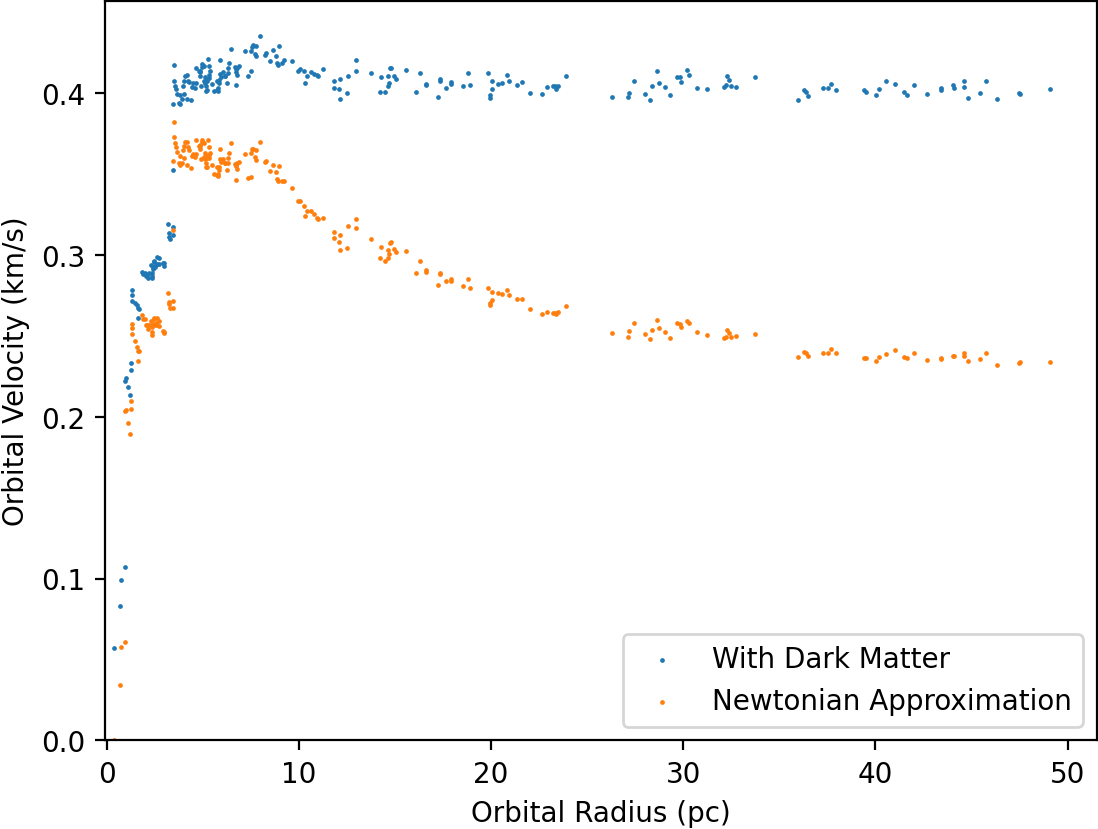 Orbital Velocity (km/s)
0.4
0.3
0.2
0.1
0.0
With Dark Matter
Newtonian Approximation
0
10
20
30
40
50
Orbital Radius (pc)